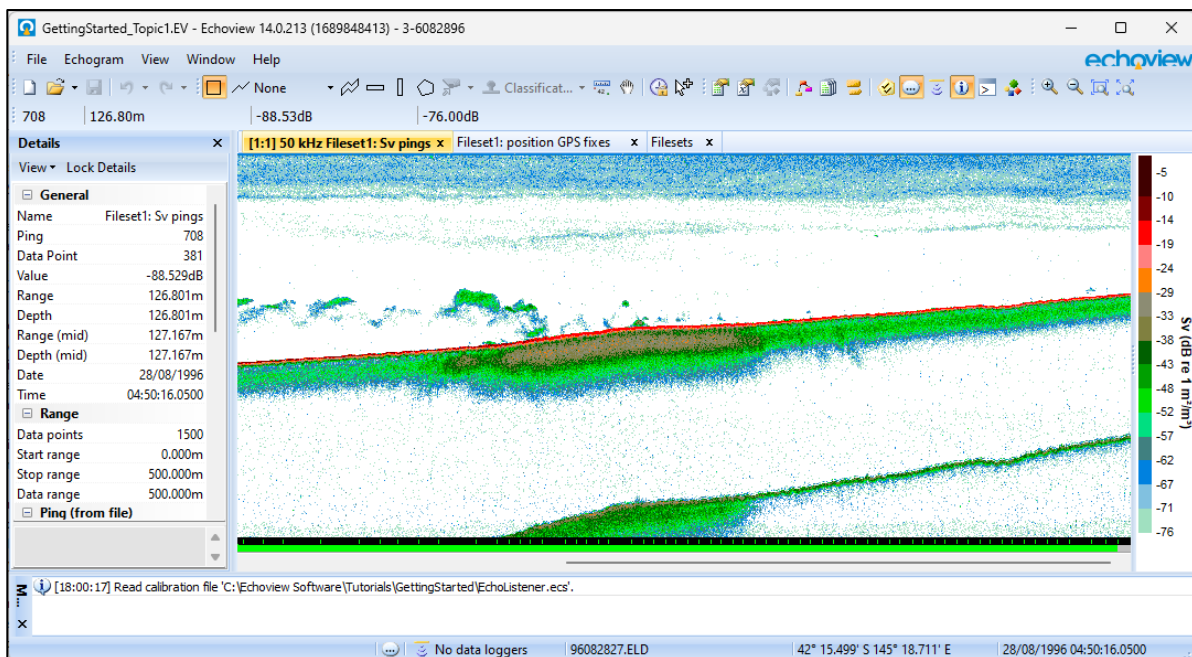 GettingStarted_Topic1.EV - Echoview 14.0.213 (1689848413) - 3-6082896
File Echogram View Window Help
echoview
None
Classificat...
708 126.80m -88.53dB -76.00dB
Details
View Lock Details
General
Name Fileset1: Sv pings
Ping 708
Data Point 381
Value -88.529dB
Range 126.801m
Depth 126.801m
Range (mid) 127.167m
Depth (mid) 127.167m
Date 28/08/1996
Time 04:50:16.0500
Range
Data points 1500
Start range 0.000m
Stop range 500.000m
Data range 500.000m
Ping (from file)
[1:1] 50 kHz Fileset1: Sv pings x Fileset1: position GPS fixes x Filesets x
-5
-10
-14
-19
-24
-29
-33
-38
-43
-48
-52
-57
-62
-67
-71
-76
Sv (dB re 1 m²/m³)
M...
[18:00:17] Read calibration file 'C:\Echoview Software\Tutorials\GettingStarted\EchoListener.ecs'.
No data loggers 96082827.ELD 42° 15.499' S 145° 18.711' E 28/08/1996 04:50:16.0500